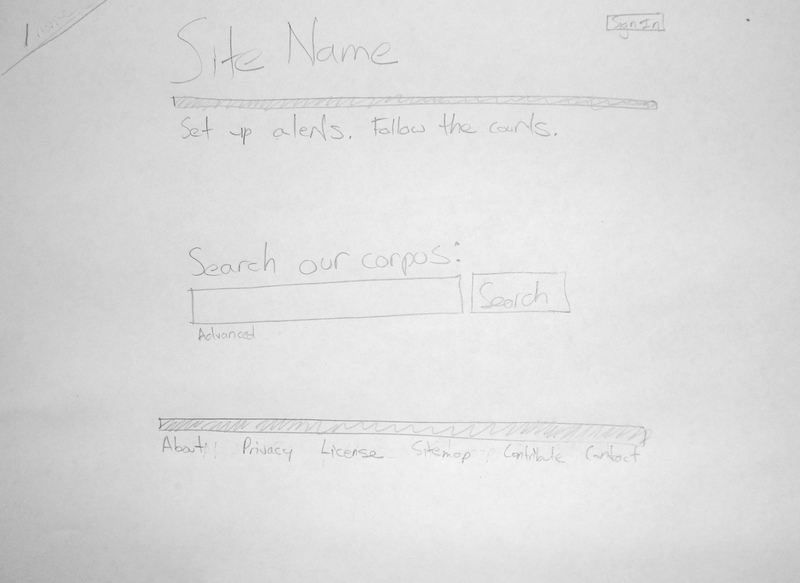 Sign In
Site Name
Set up alerts. Follow the courts.
Search our corpus:
Search
Advanced
About Privacy License Sitemap Contribute Contact